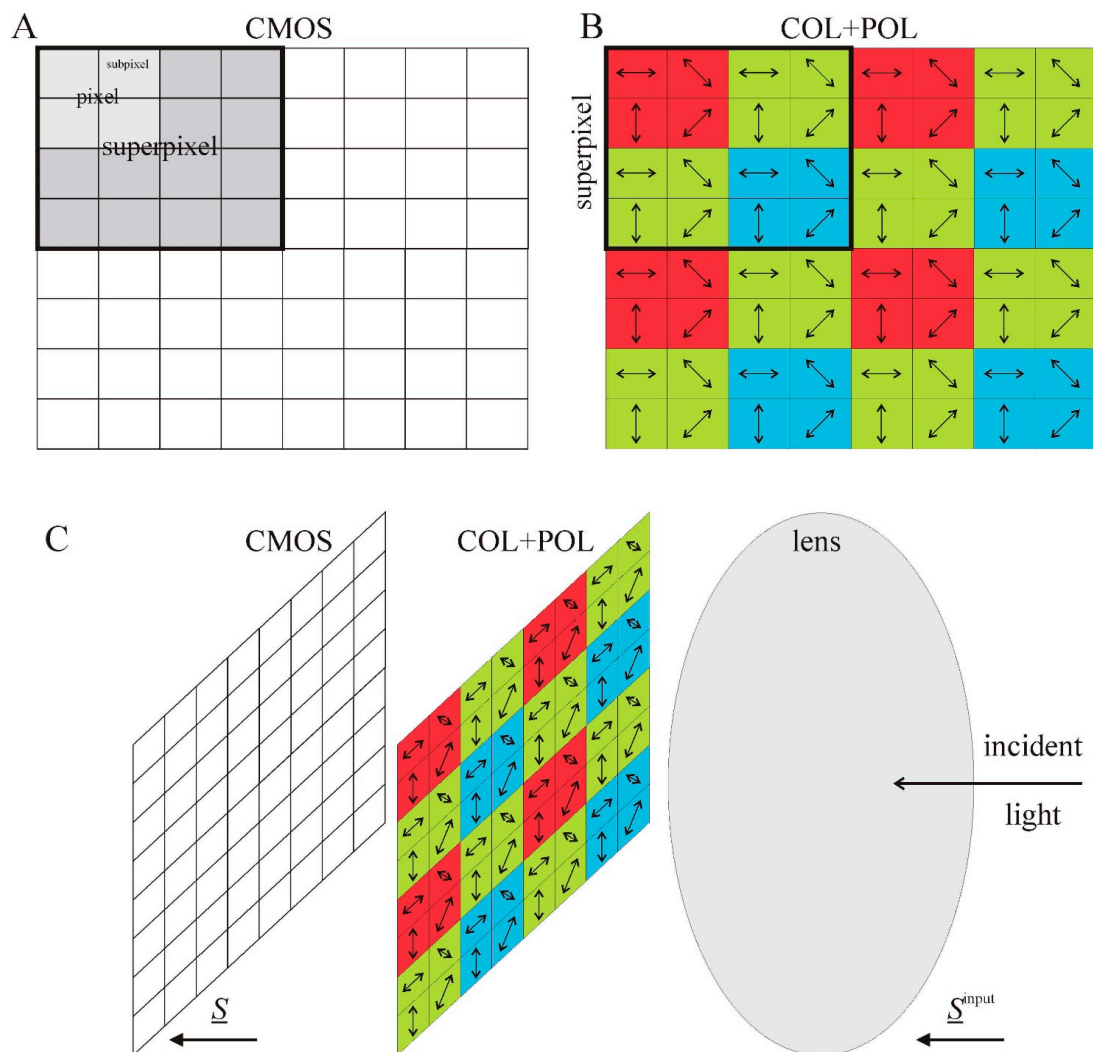 A
CMOS
subpixel
pixel
superpixel
B
COL+POL
superpixel
C
CMOS
COL+POL
lens
incident
light
S
S^input